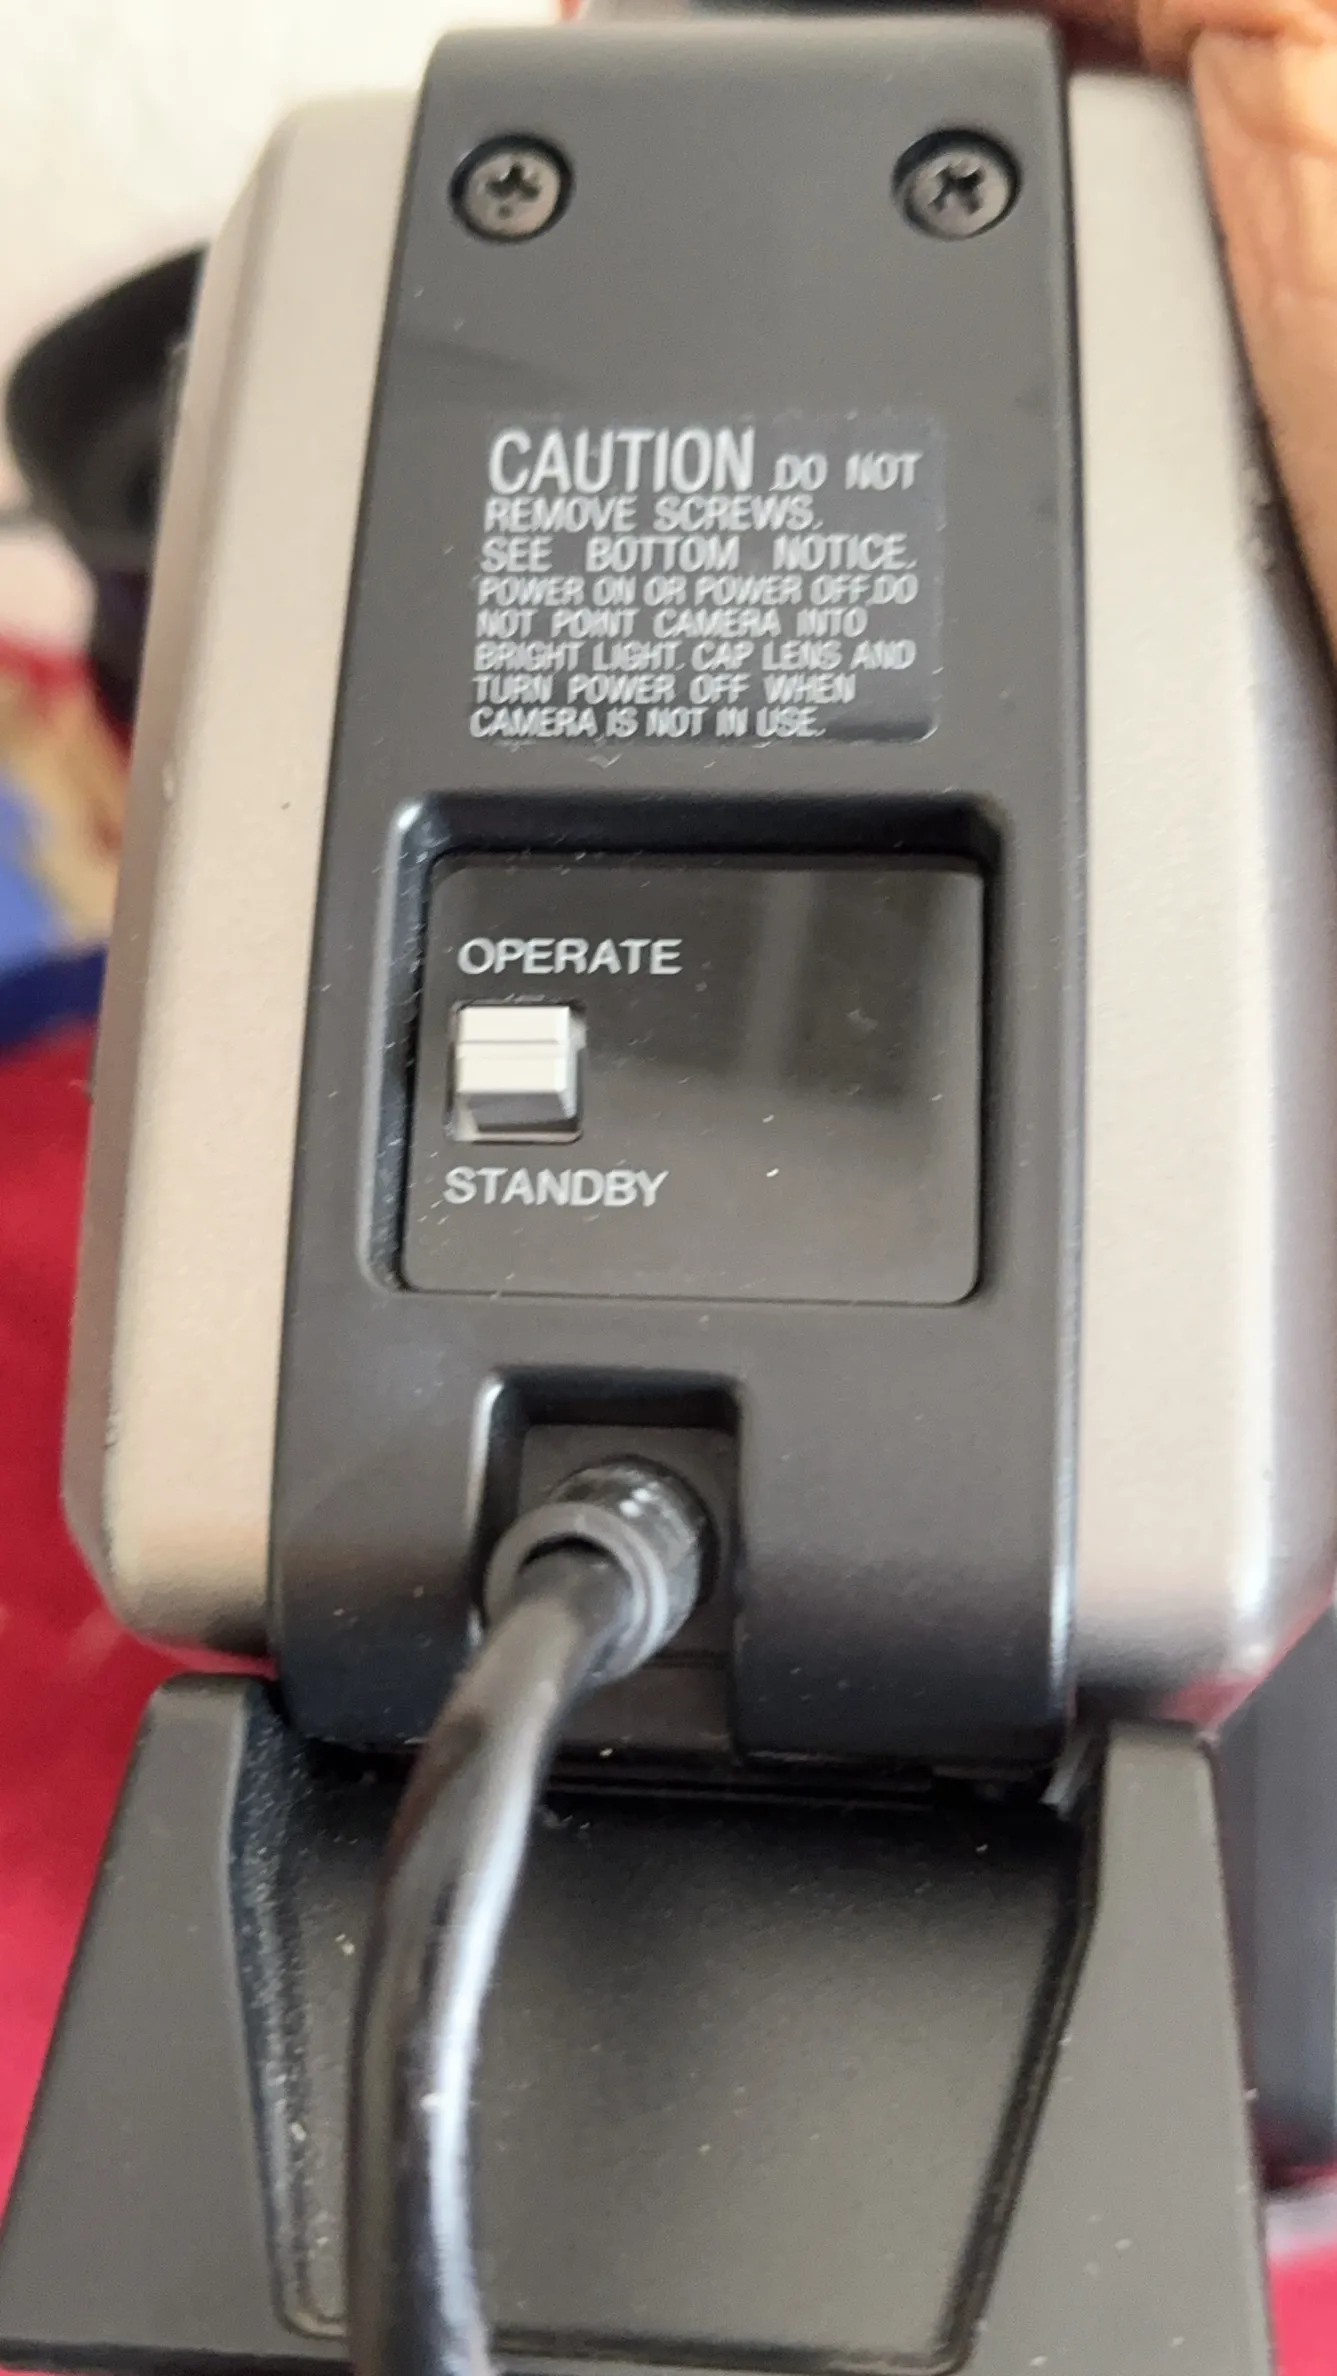 CAUTION DO NOT
REMOVE SCREWS.
SEE BOTTOM NOTICE.
POWER ON OR POWER OFF, DO
NOT POINT CAMERA INTO
BRIGHT LIGHT. CAP LENS AND
TURN POWER OFF WHEN
CAMERA IS NOT IN USE.
OPERATE
STANDBY